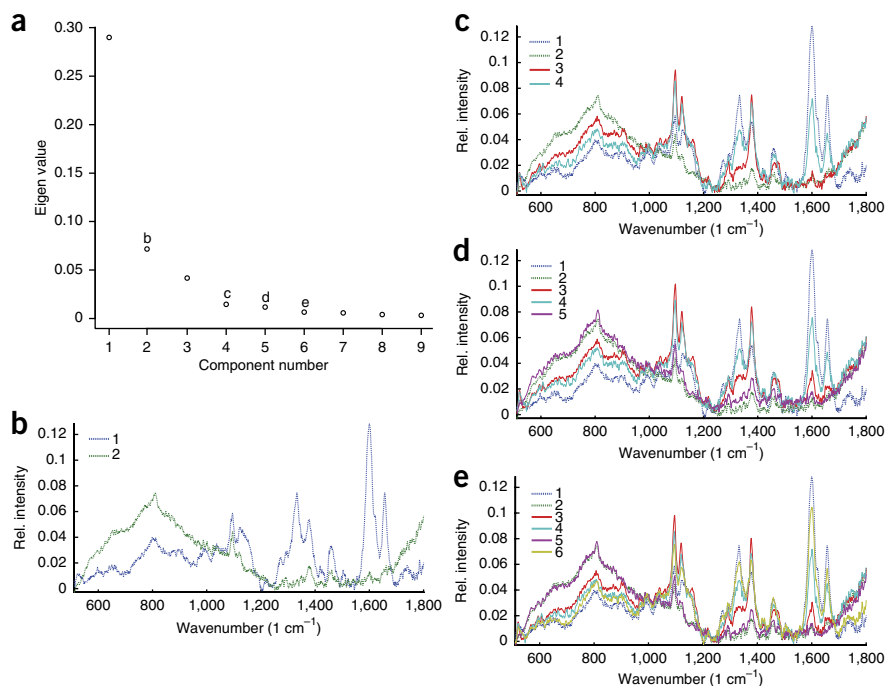 a
0.30
0.25
0.20
0.15
0.10
0.05
0
Eigen value
b
c
d
e
1 2 3 4 5 6 7 8 9
Component number
b
0.12
0.10
0.08
0.06
0.04
0.02
0
Rel. intensity
1
2
600 800 1,000 1,200 1,400 1,600 1,800
Wavenumber (1 cm⁻¹)
c
0.12
0.10
0.08
0.06
0.04
0.02
0
Rel. intensity
1
2
3
4
600 800 1,000 1,200 1,400 1,600 1,800
Wavenumber (1 cm⁻¹)
d
0.12
0.10
0.08
0.06
0.04
0.02
0
Rel. intensity
1
2
3
4
5
600 800 1,000 1,200 1,400 1,600 1,800
Wavenumber (1 cm⁻¹)
e
0.12
0.10
0.08
0.06
0.04
0.02
0
Rel. intensity
1
2
3
4
5
6
600 800 1,000 1,200 1,400 1,600 1,800
Wavenumber (1 cm⁻¹)